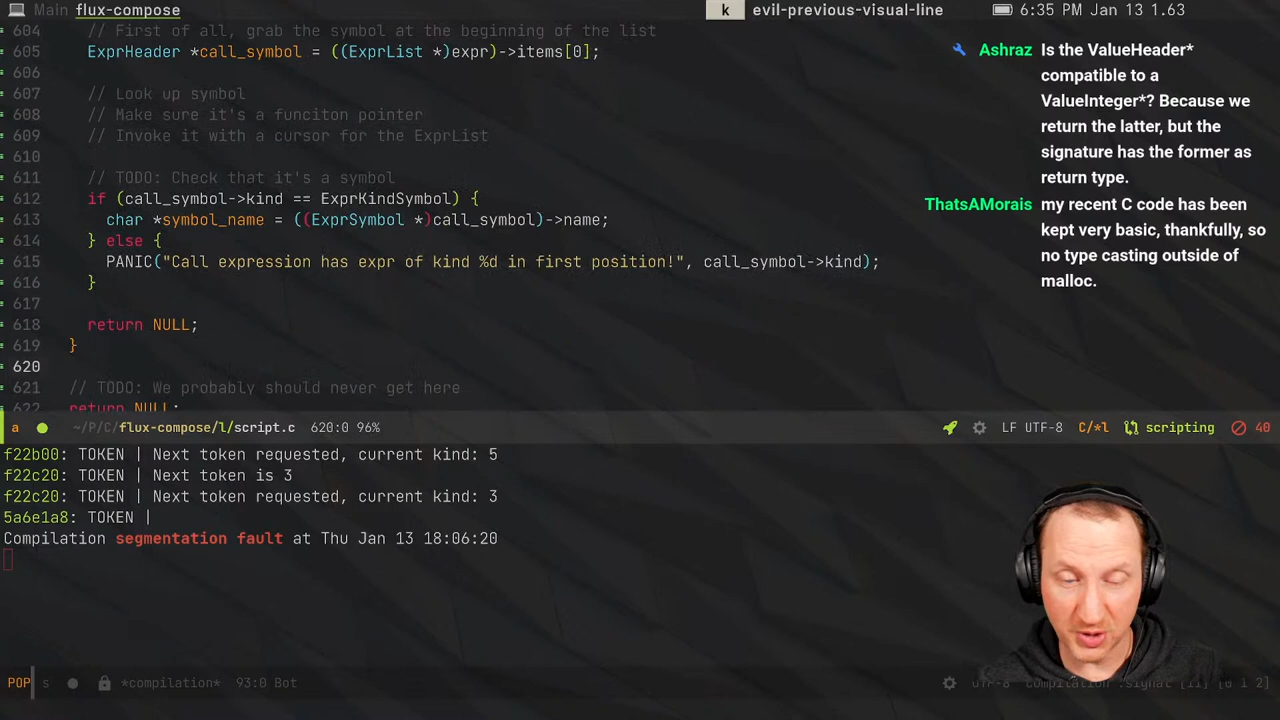 Main flux-compose
k evil-previous-visual-line 6:35 PM Jan 13 1.63
604 // First of all, grab the symbol at the beginning of the list
605 ExprHeader *call_symbol = ((ExprList *)expr)->items[0];
606
607 // Look up symbol
608 // Make sure it's a funciton pointer
609 // Invoke it with a cursor for the ExprList
610
611 // TODO: Check that it's a symbol
612 if (call_symbol->kind == ExprKindSymbol) {
613 char *symbol_name = ((ExprSymbol *)call_symbol)->name;
614 } else {
615 PANIC("Call expression has expr of kind %d in first position!", call_symbol->kind);
616 }
617
618 return NULL;
619 }
620
621 // TODO: We probably should never get here
622 return NULL;
a ~/P/C/flux-compose/l/script.c 620:0 96% LF UTF-8 C/*l scripting 40
f22b00: TOKEN | Next token requested, current kind: 5
f22c20: TOKEN | Next token is 3
f22c20: TOKEN | Next token requested, current kind: 3
5a6e1a8: TOKEN |
Compilation segmentation fault at Thu Jan 13 18:06:20
POP s *compilation* 93:0 Bot
Ashraz Is the ValueHeader*
compatible to a
ValueInteger*? Because we
return the latter, but the
signature has the former as
return type.
ThatsAMorais my recent C code has been
kept very basic, thankfully, so
no type casting outside of
malloc.